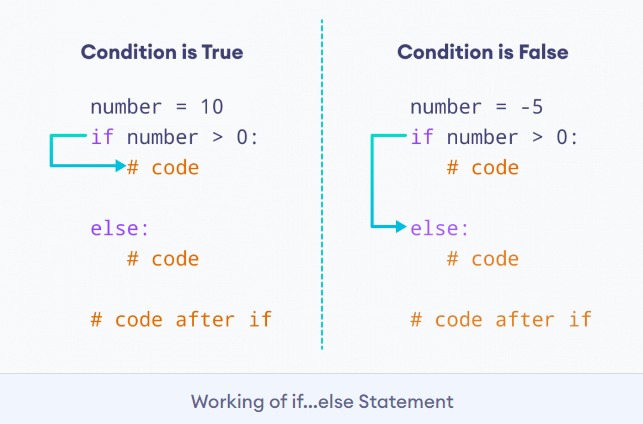 Condition is True
number = 10
if number > 0:
# code
else:
# code
# code after if
Condition is False
number = -5
if number > 0:
# code
else:
# code
# code after if
Working of if...else Statement